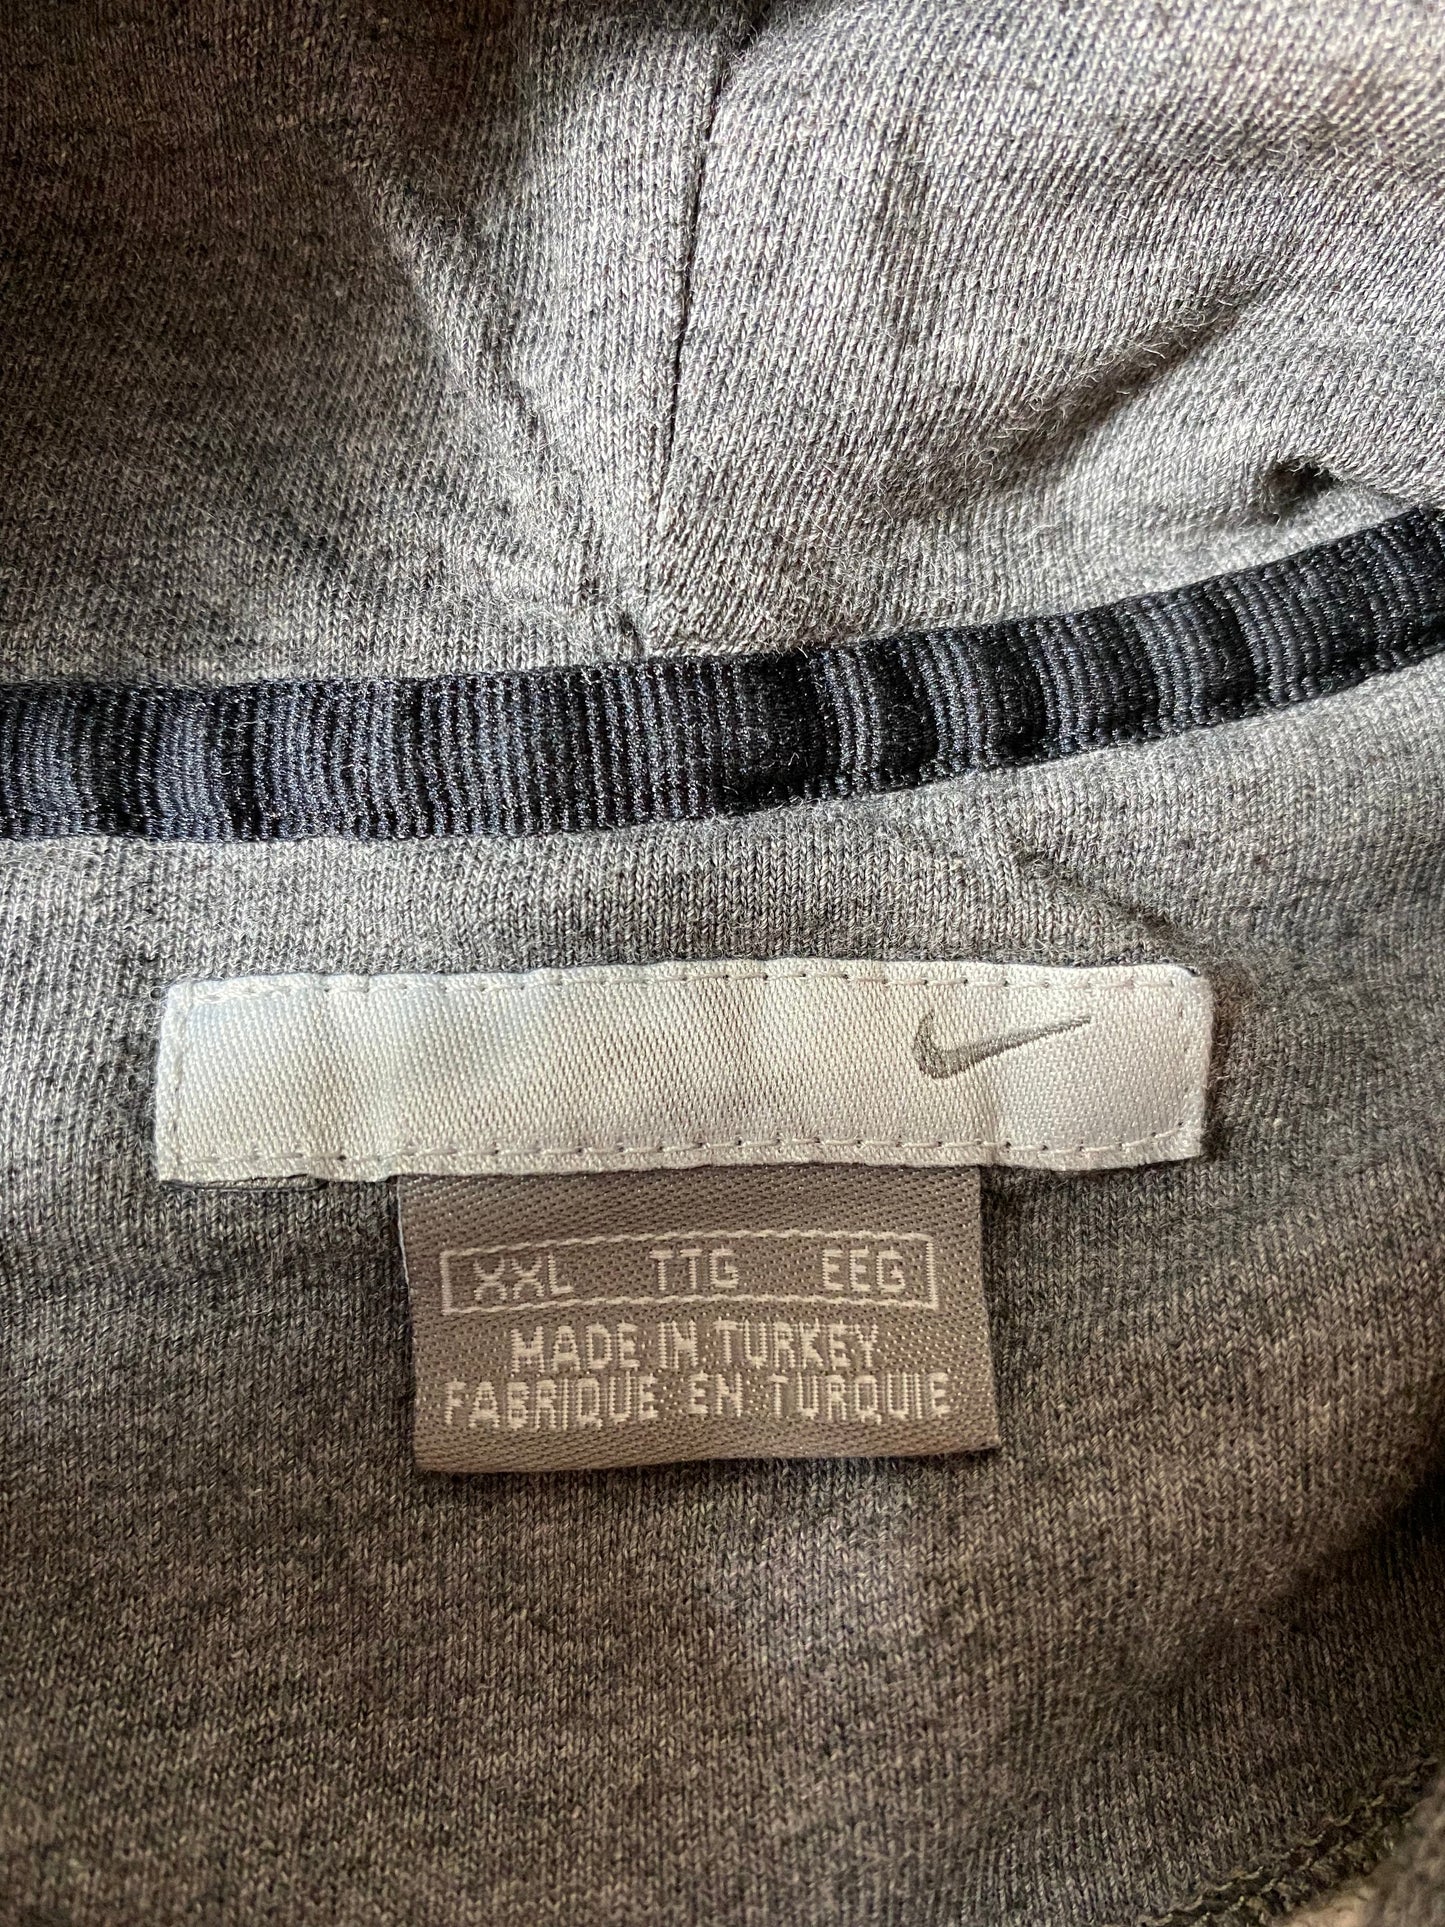 XXL TTG EEG
MADE IN TURKEY
FABRIQUE EN TURQUIE